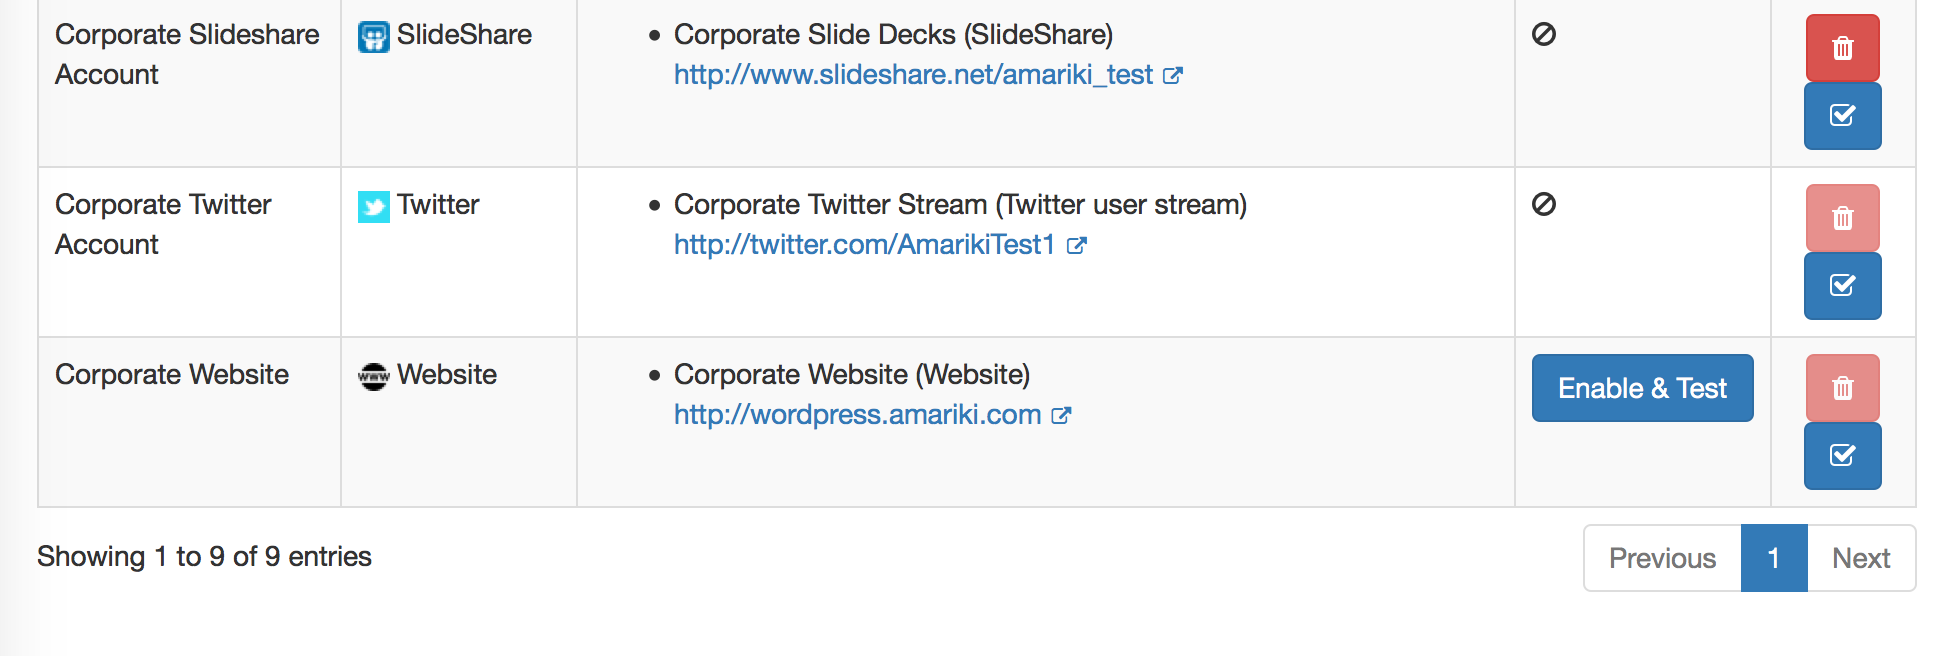 Corporate Slideshare
Account
SlideShare
Corporate Slide Decks (SlideShare)
http://www.slideshare.net/amariki_test
Corporate Twitter
Account
Twitter
Corporate Twitter Stream (Twitter user stream)
http://twitter.com/AmarikiTest1
Corporate Website
www
Website
Corporate Website (Website)
http://wordpress.amariki.com
Enable & Test
Showing 1 to 9 of 9 entries
Previous
1
Next